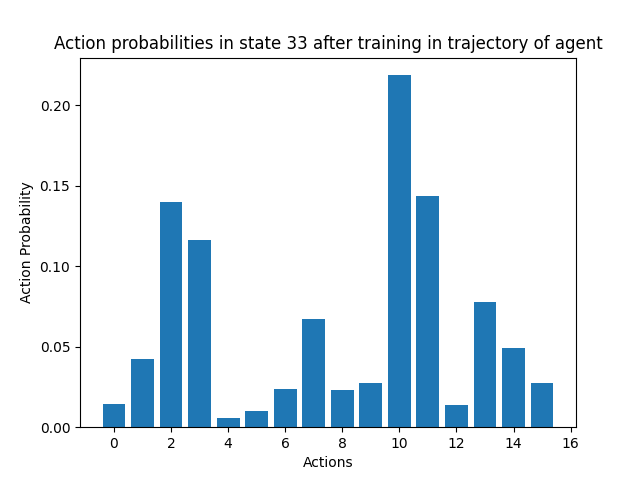 Action probabilities in state 33 after training in trajectory of agent
0.20
0.15
0.10
0.05
0.00
Action Probability
0 2 4 6 8 10 12 14 16
Actions